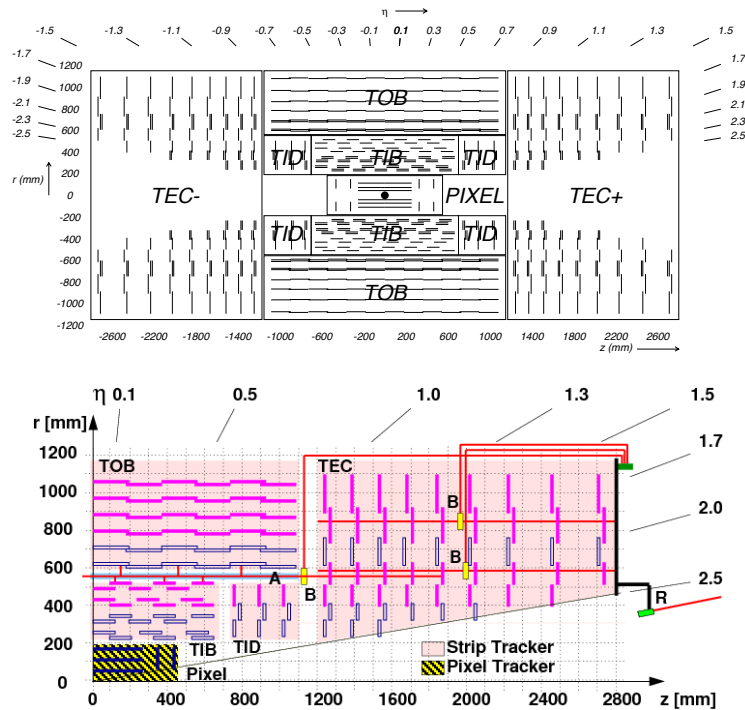 η
-1.5 -1.3 -1.1 -0.9 -0.7 -0.5 -0.3 -0.1 0.1 0.3 0.5 0.7 0.9 1.1 1.3 1.5
-1.7 1.7
-1.9 1.9
-2.1 2.1
-2.3 2.3
-2.5 2.5
1200
1000
800
600
400
200
0
-200
-400
-600
-800
-1000
-1200
r (mm)
TOB
TID TIB TID
TEC- PIXEL TEC+
TID TIB TID
TOB
-2600 -2200 -1800 -1400 -1000 -600 -200 200 600 1000 1400 1800 2200 2600
z (mm)
η 0.1 0.5 1.0 1.3 1.5
r [mm] 1.7
1200 TOB TEC
1000 B
800 2.0
600 A B B
400 2.5 R
200 TIB TID Strip Tracker
Pixel Pixel Tracker
0
0 400 800 1200 1600 2000 2400 2800 z [mm]